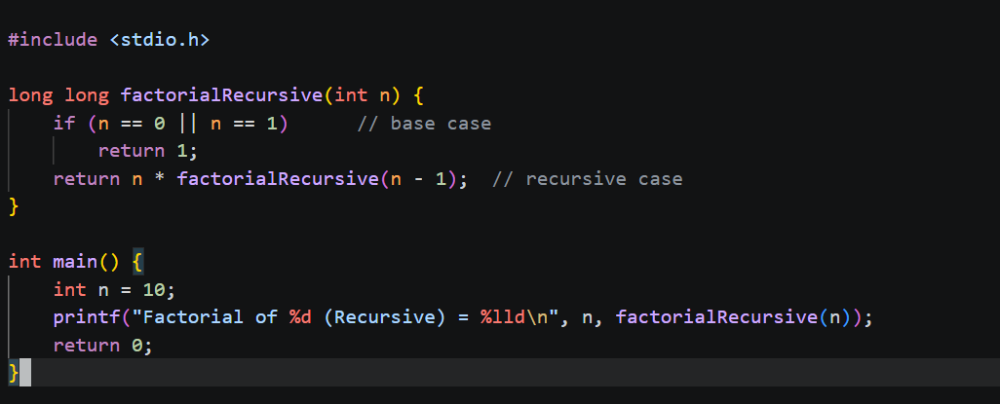 #include <stdio.h>
long long factorialRecursive(int n) {
    if (n == 0 || n == 1)      // base case
        return 1;
    return n * factorialRecursive(n - 1);  // recursive case
}
int main() {
    int n = 10;
    printf("Factorial of %d (Recursive) = %lld\n", n, factorialRecursive(n));
    return 0;
}